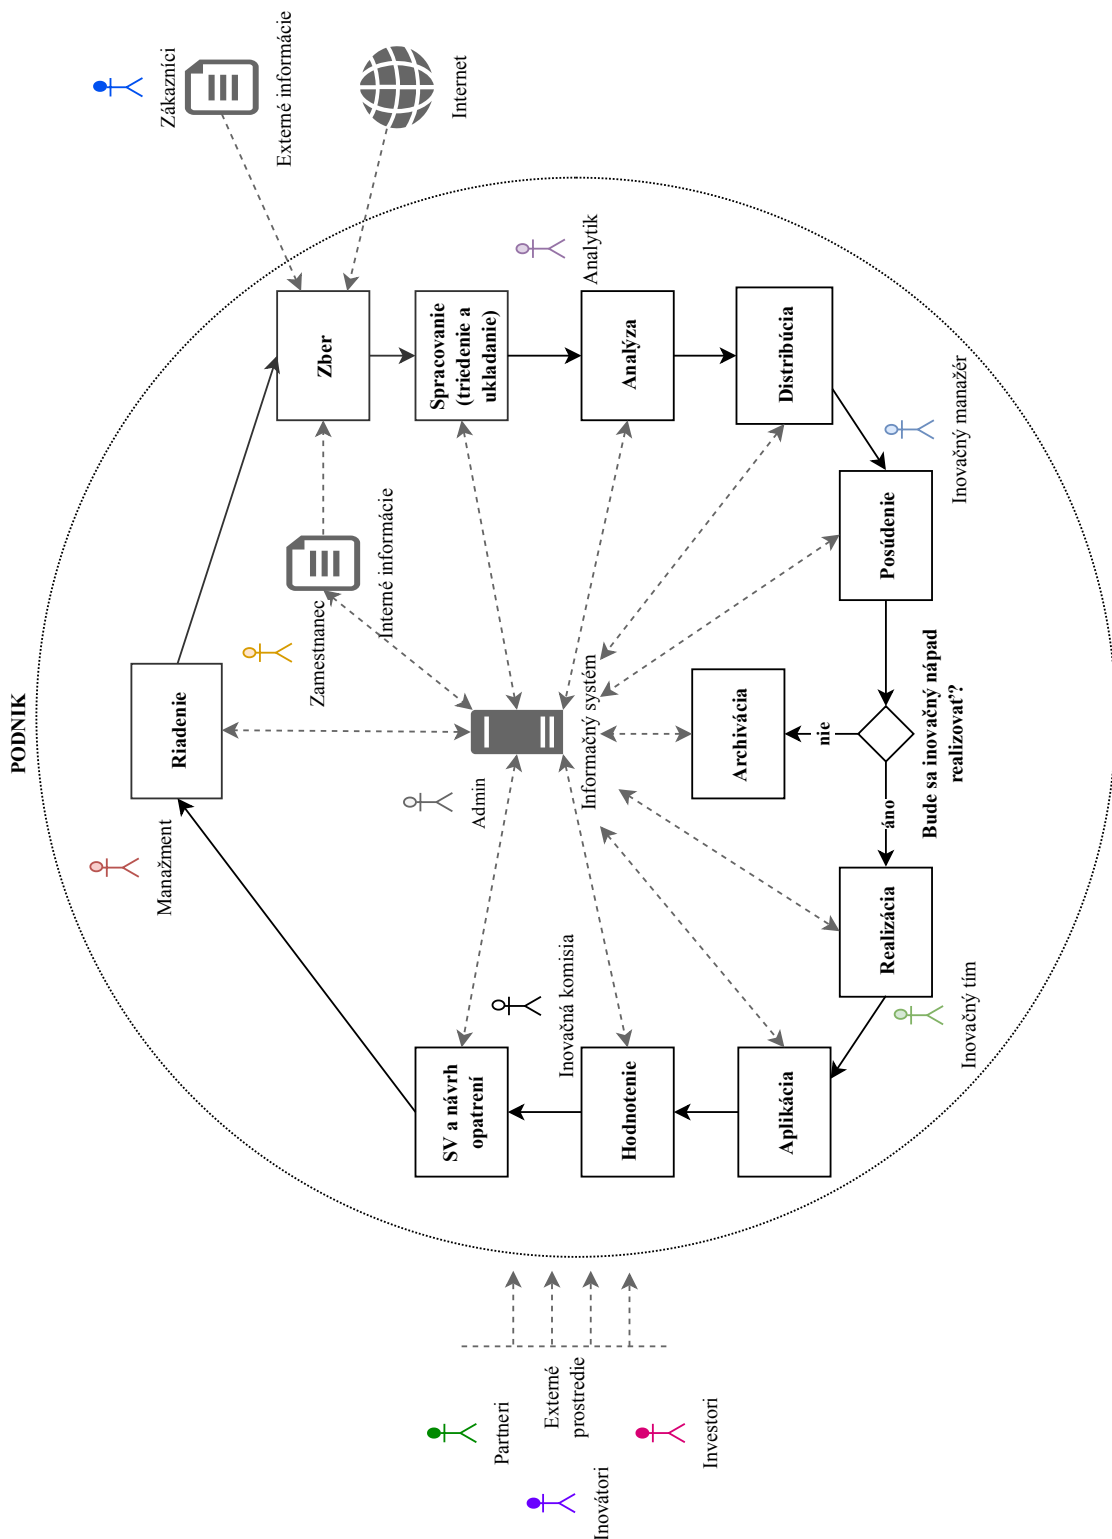 PODNIK
Zákazníci
Externé informácie
Internet
Riadenie
Manažment
Zamestnanec
Interné informácie
Zber
Spracovanie
(triedenie a
ukladanie)
Analytik
Analýza
Distribúcia
Inovačný manažér
Posúdenie
Admin
Informačný systém
Archivácia
nie
áno
Bude sa inovačný nápad
realizovať?
Realizácia
Inovačný tím
Aplikácia
Hodnotenie
Inovačná komisia
SV a návrh
opatrení
Externé
prostredie
Partneri
Inovátori
Investori